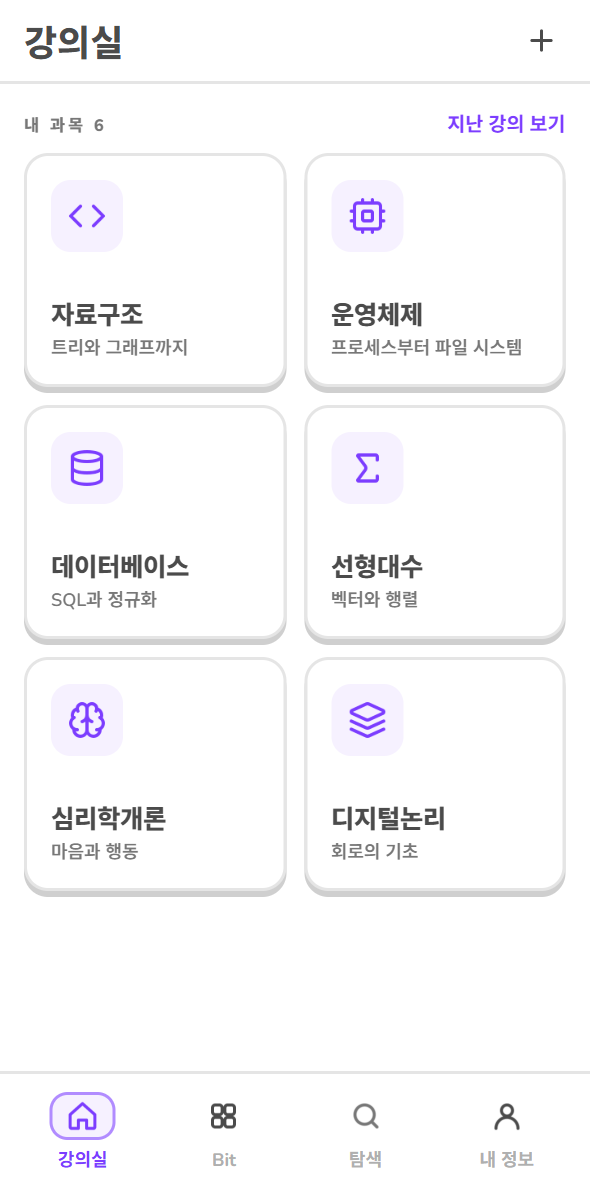 강의실
내 과목 6
지난 강의 보기
자료구조
트리와 그래프까지
운영체제
프로세스부터 파일 시스템
데이터베이스
SQL과 정규화
선형대수
벡터와 행렬
심리학개론
마음과 행동
디지털논리
회로의 기초
강의실
Bit
탐색
내 정보